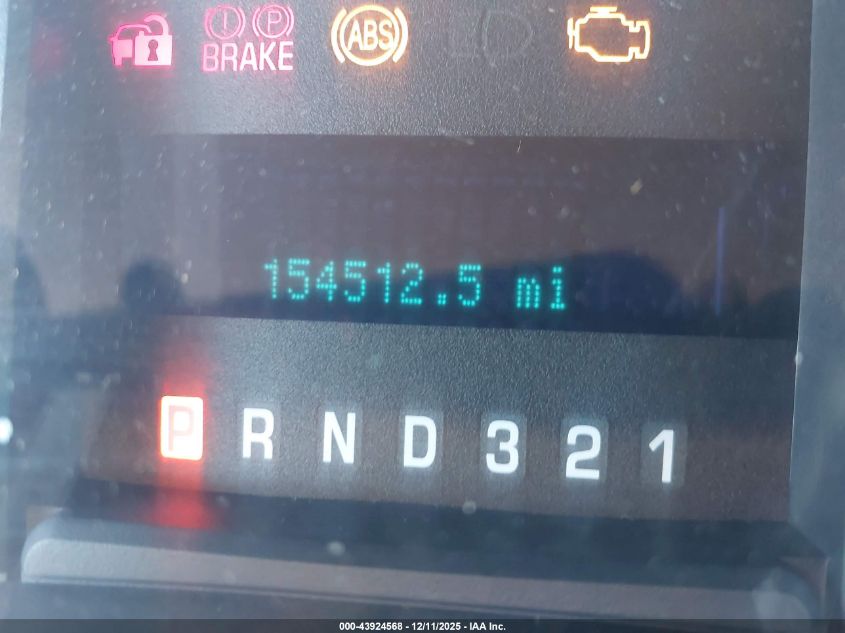 BRAKE ABS
154512.5 mi
P R N D 3 2 1
000-43924568 - 12/11/2025 - IAA Inc.